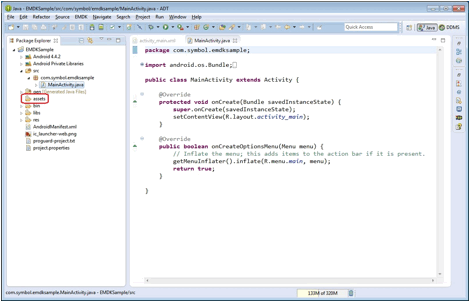 Java - EMDKSample/src/com/symbol/emdksample/MainActivity.java - ADT
File Edit Refactor Source Navigate Search Project EMDK Run Window Help
Quick Access
Java
DDMS
Package Explorer
EMDKSample
Android 4.4.2
Android Private Libraries
src
com.symbol.emdksample
MainActivity.java
gen [Generated Java Files]
assets
bin
libs
res
AndroidManifest.xml
ic_launcher-web.png
proguard-project.txt
project.properties
activity_main.xml
MainActivity.java
package com.symbol.emdksample;
import android.os.Bundle;
public class MainActivity extends Activity {
@Override
protected void onCreate(Bundle savedInstanceState) {
super.onCreate(savedInstanceState);
setContentView(R.layout.activity_main);
}
@Override
public boolean onCreateOptionsMenu(Menu menu) {
// Inflate the menu; this adds items to the action bar if it is present.
getMenuInflater().inflate(R.menu.main, menu);
return true;
}
}
com.symbol.emdksample.MainActivity.java - EMDKSample/src
133M of 320M